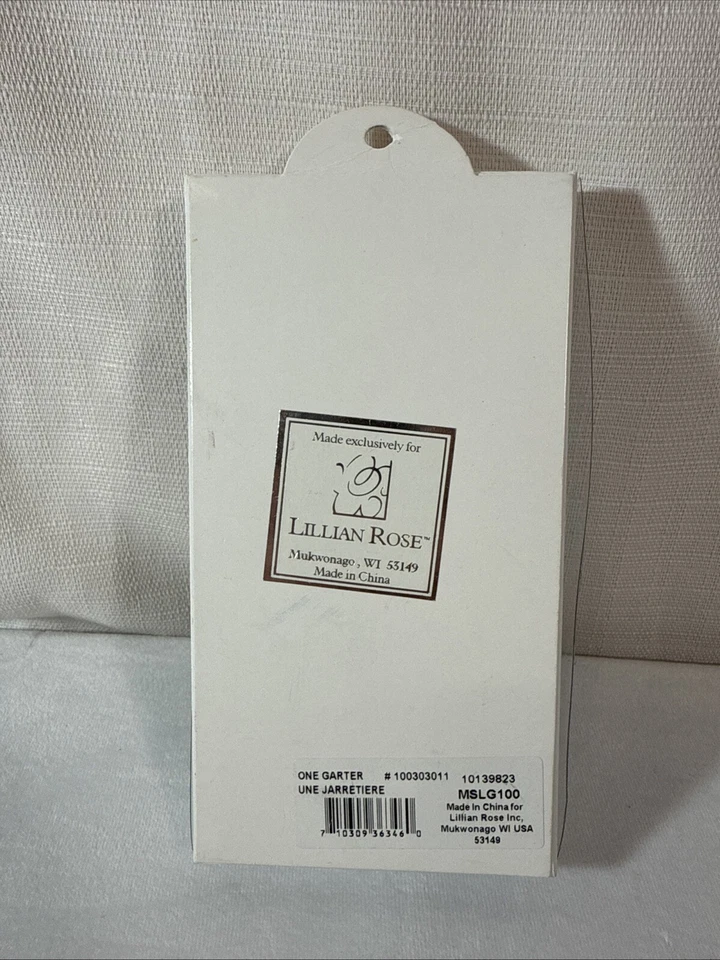 Made exclusively for
LILLIAN ROSE™
Mukwonago, WI 53149
Made in China
ONE GARTER # 100303011 10139823
UNE JARRETIERE MSLG100
Made In China for
Lillian Rose Inc,
Mukwonago WI USA
53149
7 10309 36346 0